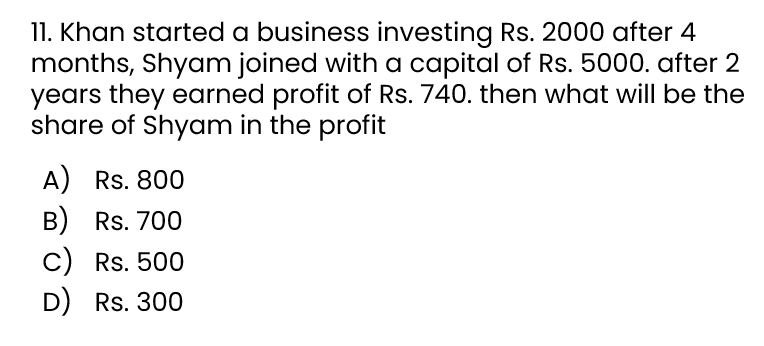 11. Khan started a business investing Rs. 2000 after 4
months, Shyam joined with a capital of Rs. 5000. after 2
years they earned profit of Rs. 740. then what will be the
share of Shyam in the profit
A) Rs. 800
B) Rs. 700
C) Rs. 500
D) Rs. 300